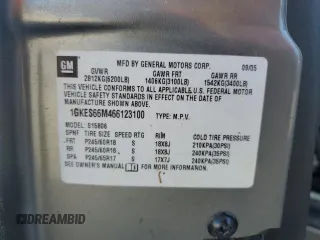 GM
MFD BY GENERAL MOTORS CORP. 09/05
GVWR GAWR FRT GAWR RR
2812KG(6200LB) 1406KG(3100LB) 1542KG(3400LB)
THIS VEHICLE CONFORMS TO ALL APPLICABLE U.S. FEDERAL MOTOR
VEHICLE SAFETY STANDARDS IN EFFECT ON THE DATE OF
MANUFACTURE SHOWN ABOVE.
1GKES66M466123100 TYPE: M.P.V.
MODEL: S15806
SPNF TIRE SIZE SPEED RTG RIM COLD TIRE PRESSURE
FRT P245/60R18 S 18X8J 210KPA(30PSI)
RR P245/60R18 S 18X8J 240KPA(35PSI)
SPA P245/65R17 S 17X7J 240KPA(35PSI)
SEE OWNER'S MANUAL FOR ADDITIONAL INFORMATION.
© AUTOBIDMASTER